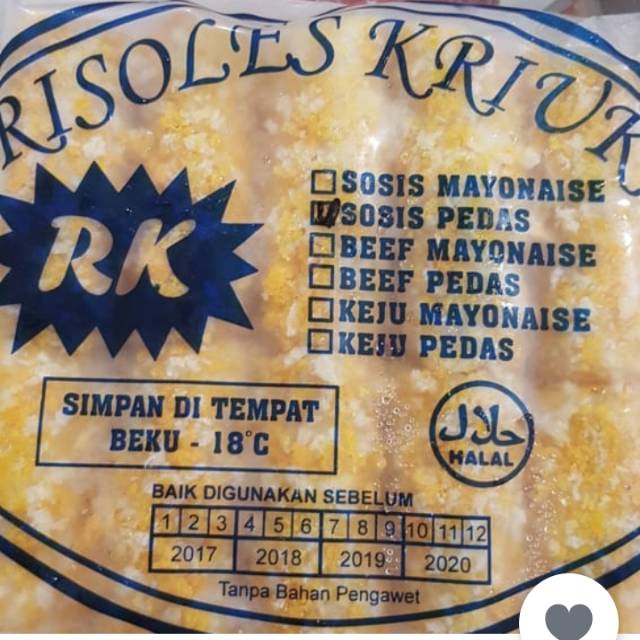 RISOLES KRIUK
RK
SOSIS MAYONAISE
SOSIS PEDAS
BEEF MAYONAISE
BEEF PEDAS
KEJU MAYONAISE
KEJU PEDAS
SIMPAN DI TEMPAT
BEKU - 18°C
حلال
HALAL
BAIK DIGUNAKAN SEBELUM
1 2 3 4 5 6 7 8 9 10 11 12
2017 2018 2019 2020
Tanpa Bahan Pengawet